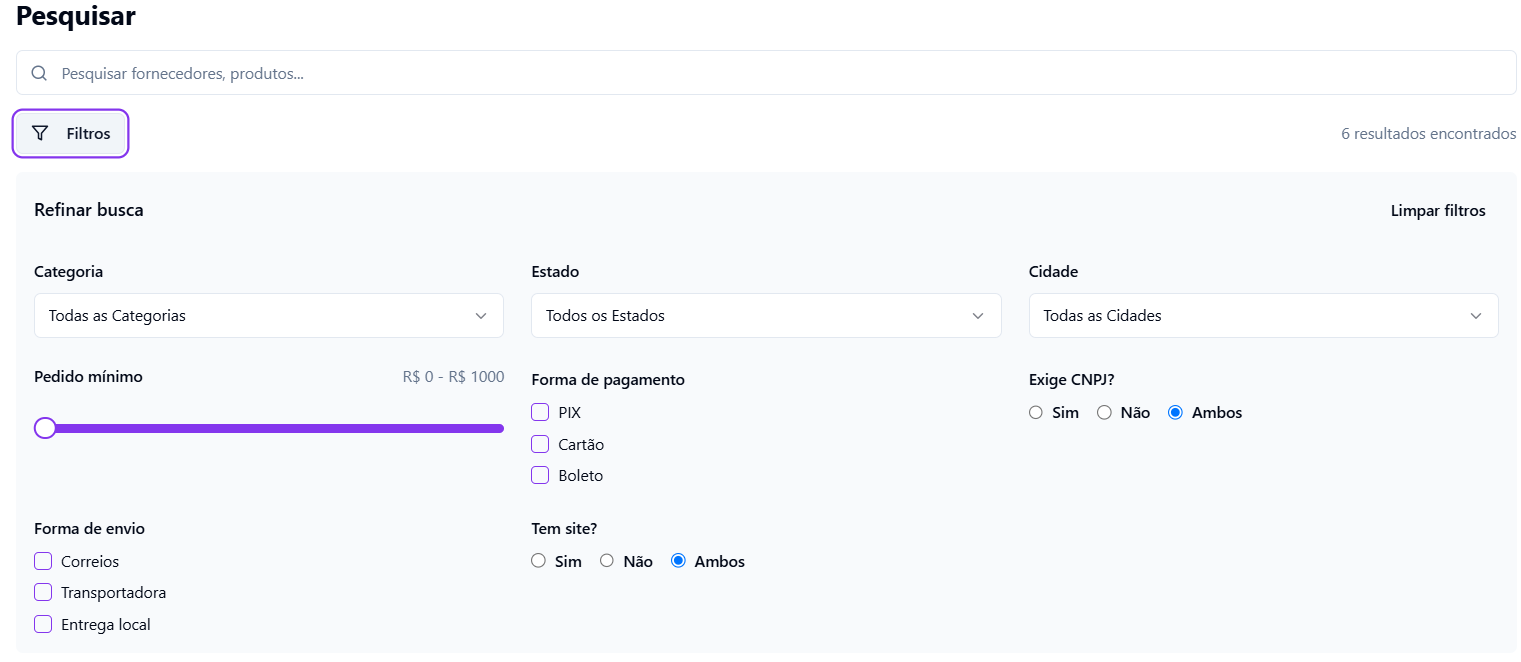 Pesquisar
Pesquisar fornecedores, produtos...
Filtros
6 resultados encontrados
Refinar busca
Limpar filtros
Categoria
Estado
Cidade
Todas as Categorias
Todos os Estados
Todas as Cidades
Pedido mínimo
R$ 0 - R$ 1000
Forma de pagamento
Exige CNPJ?
PIX
Sim Não Ambos
Cartão
Boleto
Forma de envio
Tem site?
Correios
Sim Não Ambos
Transportadora
Entrega local